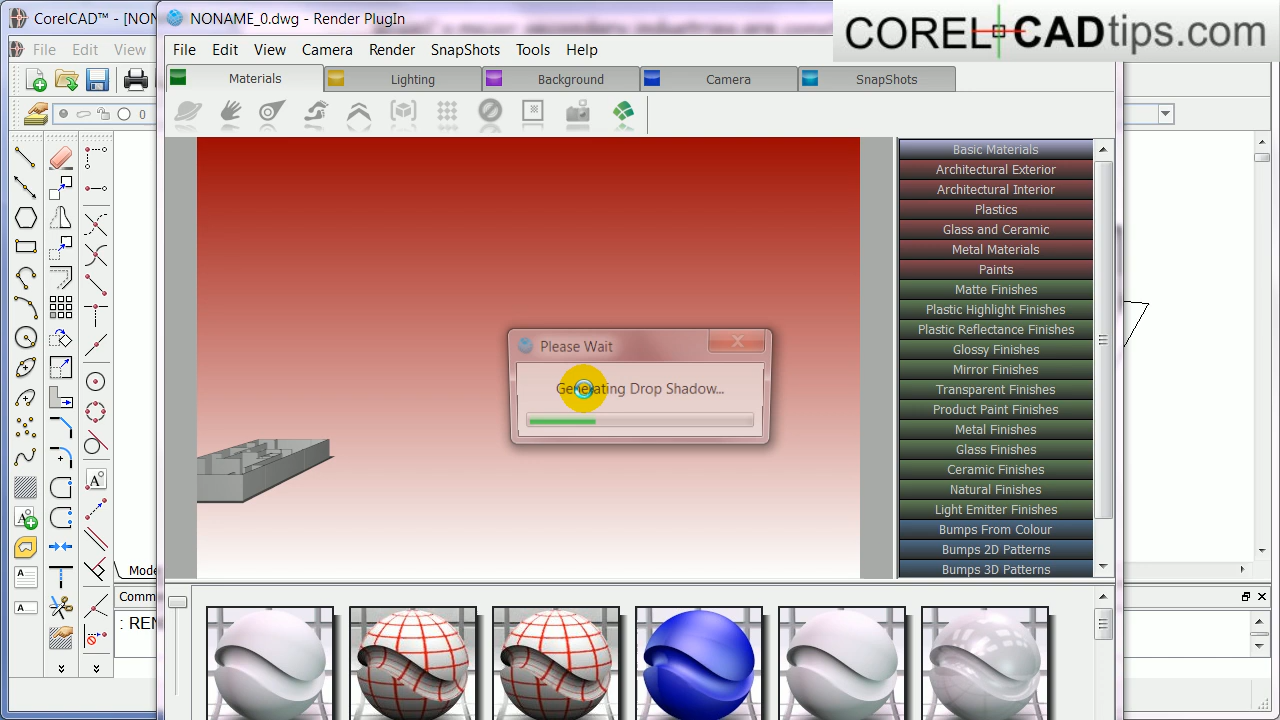 CorelCAD™ - [NON
NONAME_0.dwg - Render PlugIn
COREL CADtips.com
File Edit View
File Edit View Camera Render SnapShots Tools Help
Materials Lighting Background Camera SnapShots
0
Basic Materials
Architectural Exterior
Architectural Interior
Plastics
Glass and Ceramic
Metal Materials
Paints
Matte Finishes
Plastic Highlight Finishes
Plastic Reflectance Finishes
Glossy Finishes
Mirror Finishes
Transparent Finishes
Product Paint Finishes
Metal Finishes
Glass Finishes
Ceramic Finishes
Natural Finishes
Light Emitter Finishes
Bumps From Colour
Bumps 2D Patterns
Bumps 3D Patterns
Please Wait
Generating Drop Shadow...
A
A
A
A
Mode
Comm
: REN